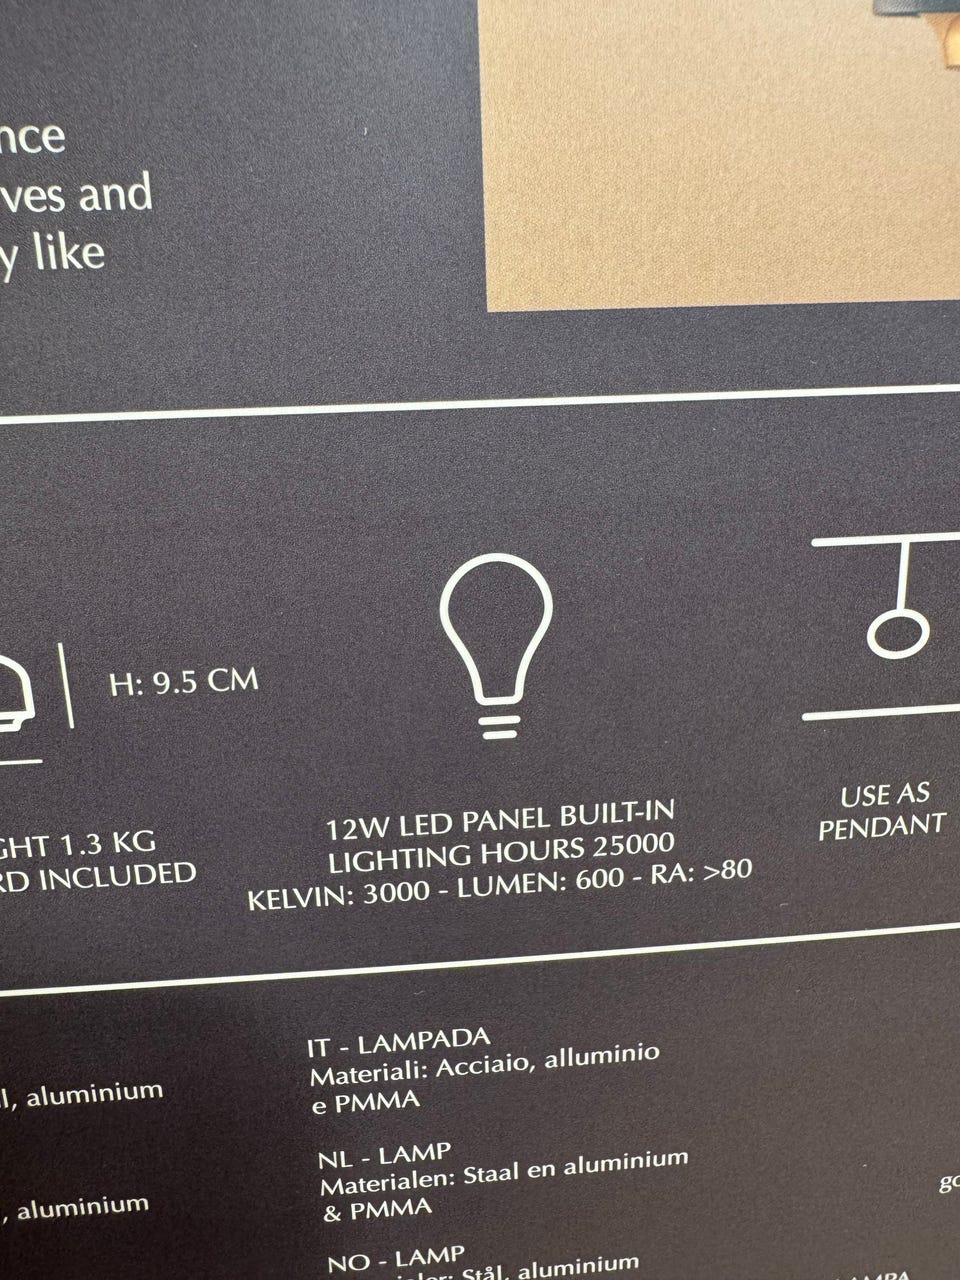 ves and
y like
H: 9.5 CM
GHT 1.3 KG
RD INCLUDED
12W LED PANEL BUILT-IN
LIGHTING HOURS 25000
KELVIN: 3000 - LUMEN: 600 - RA: >80
USE AS
PENDANT
, aluminium
, aluminium
IT - LAMPADA
Materiali: Acciaio, alluminio
e PMMA
NL - LAMP
Materialen: Staal en aluminium
& PMMA
NO - LAMP
Stål, aluminium